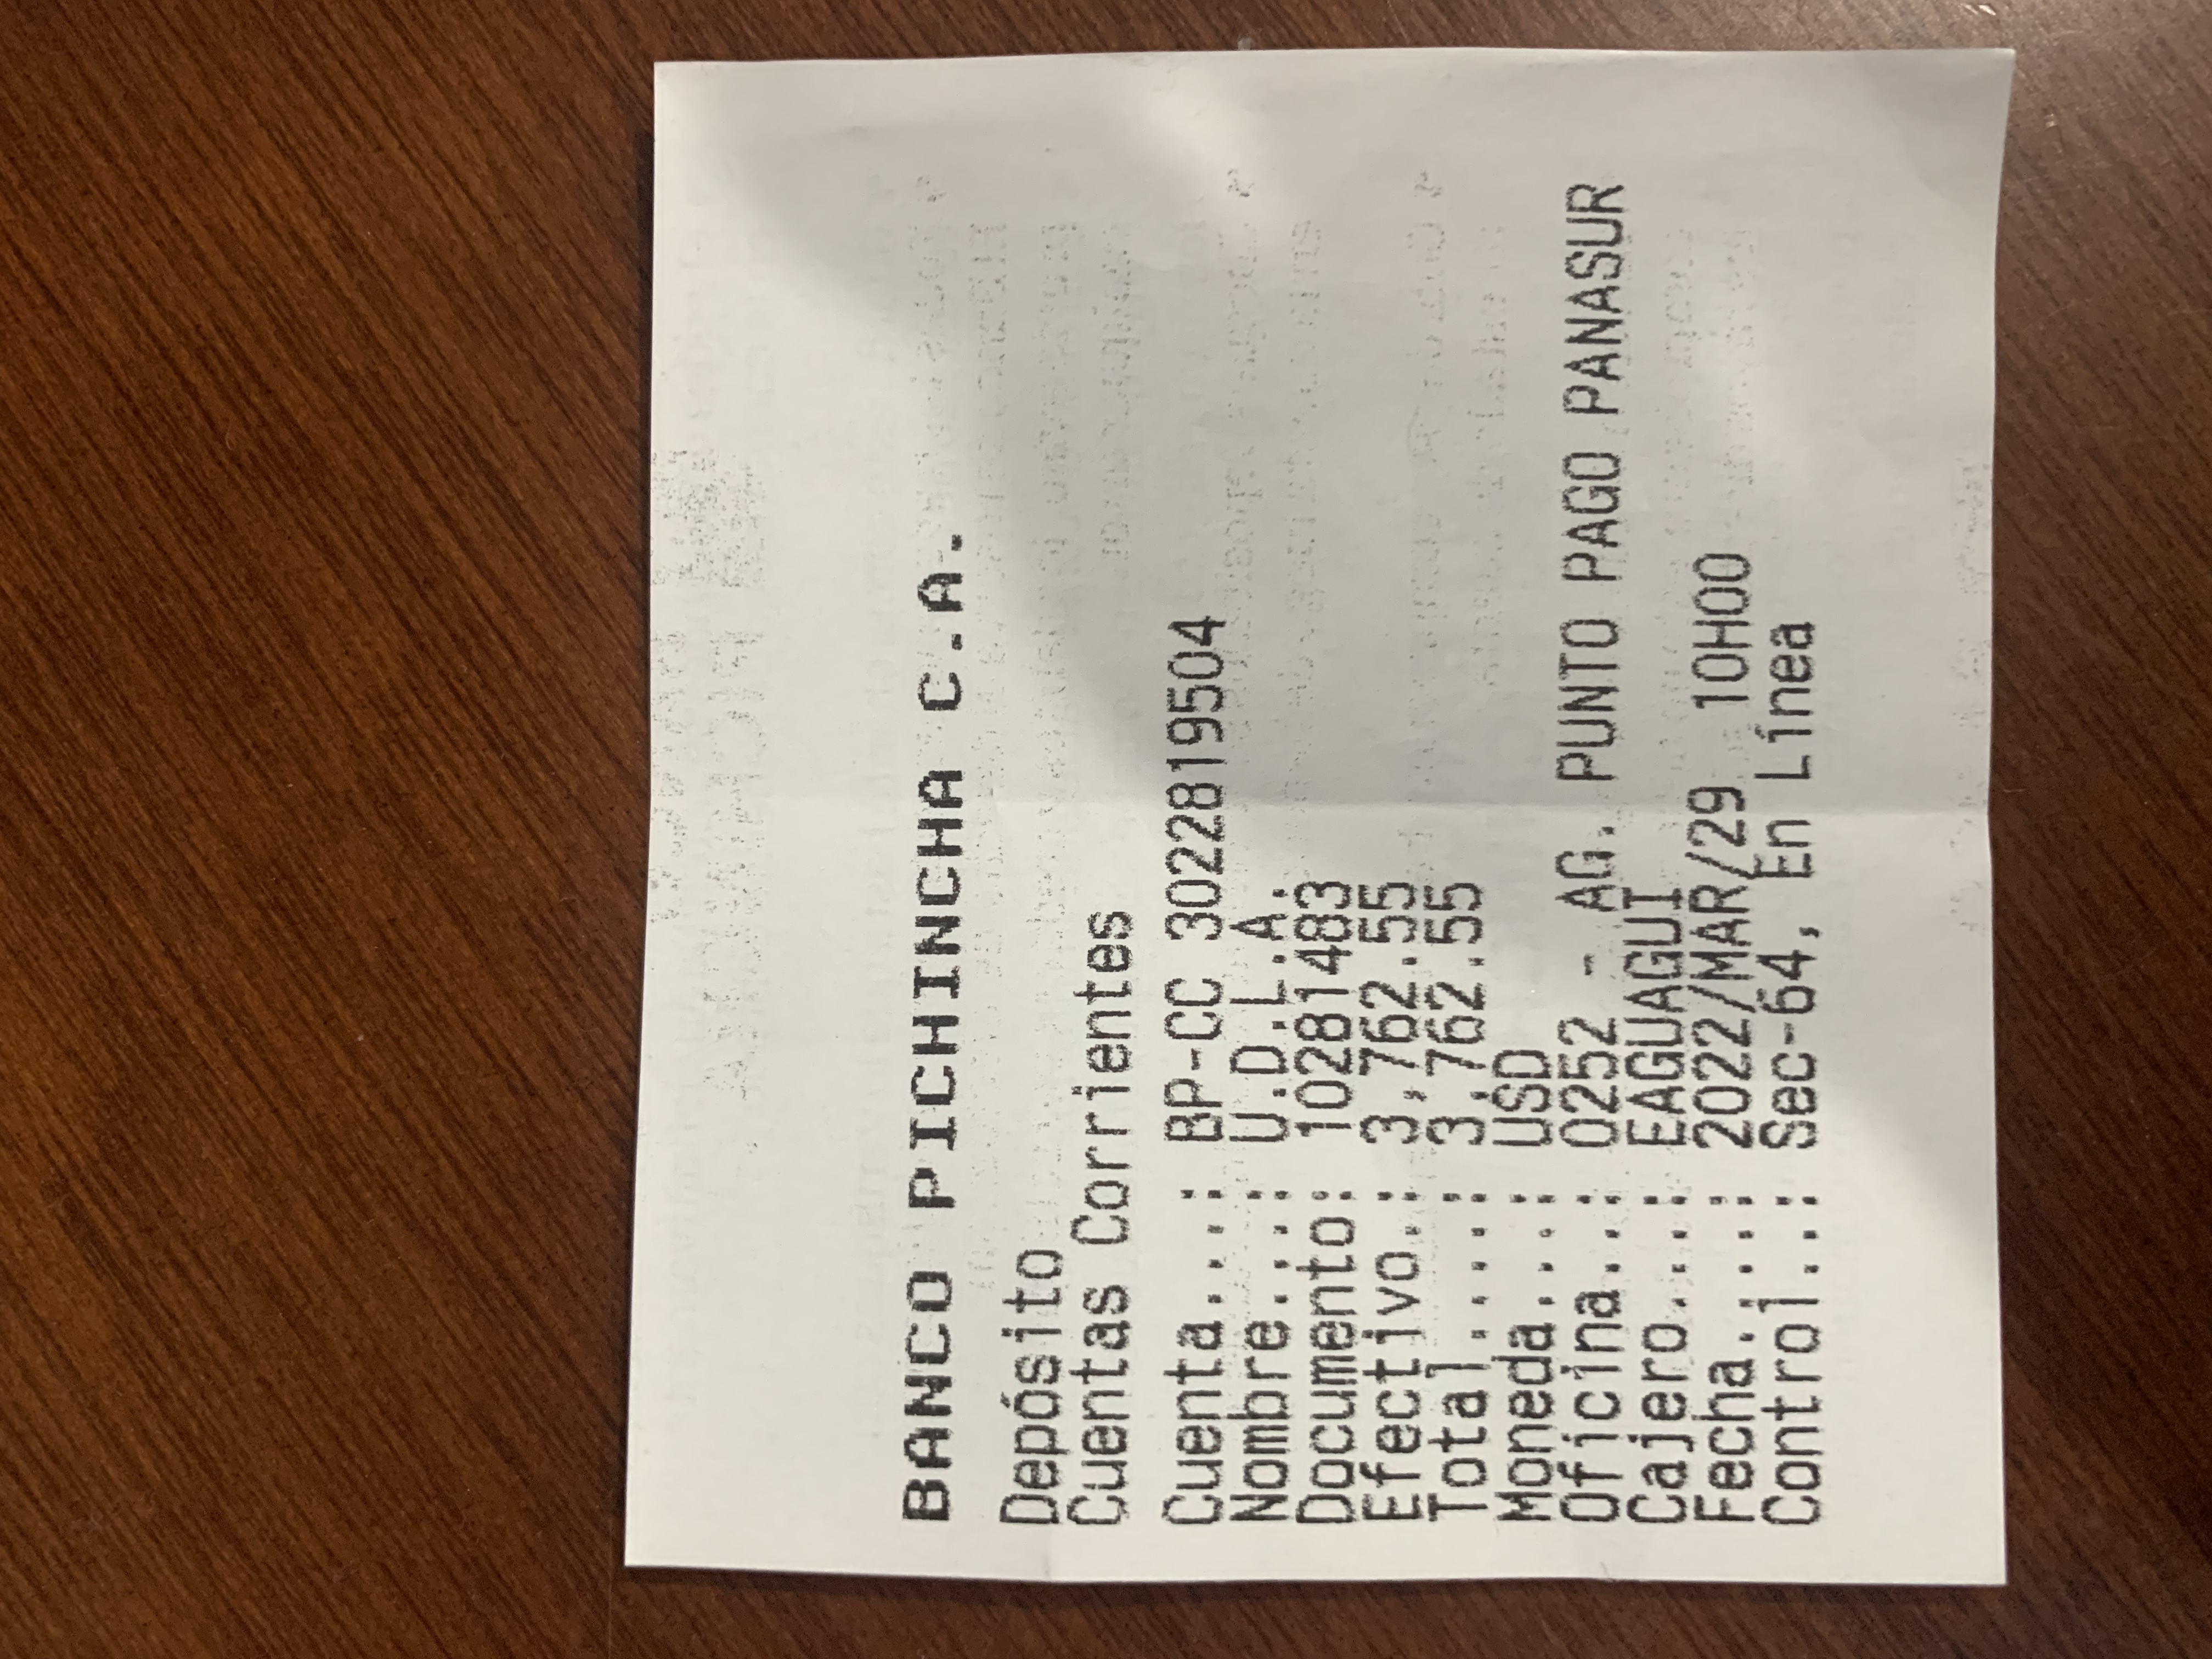 BANCO PICHINCHA C.A.
Depósito
Cuentas Corrientes
Cuenta.....: BP-CC 3022819504
Nombre.....: U.D.L.A.
Documento: 102814483
Efectivo.: 3,762.55
Total......: 3,762.55
Moneda....: USD
Oficina...: 0252 - AG. PUNTO PAGO PANASUR
Cajero....: EAGUAGUI
Fecha.....: 2022/MAR/29 10H00
Control...: Sec-64, En Línea